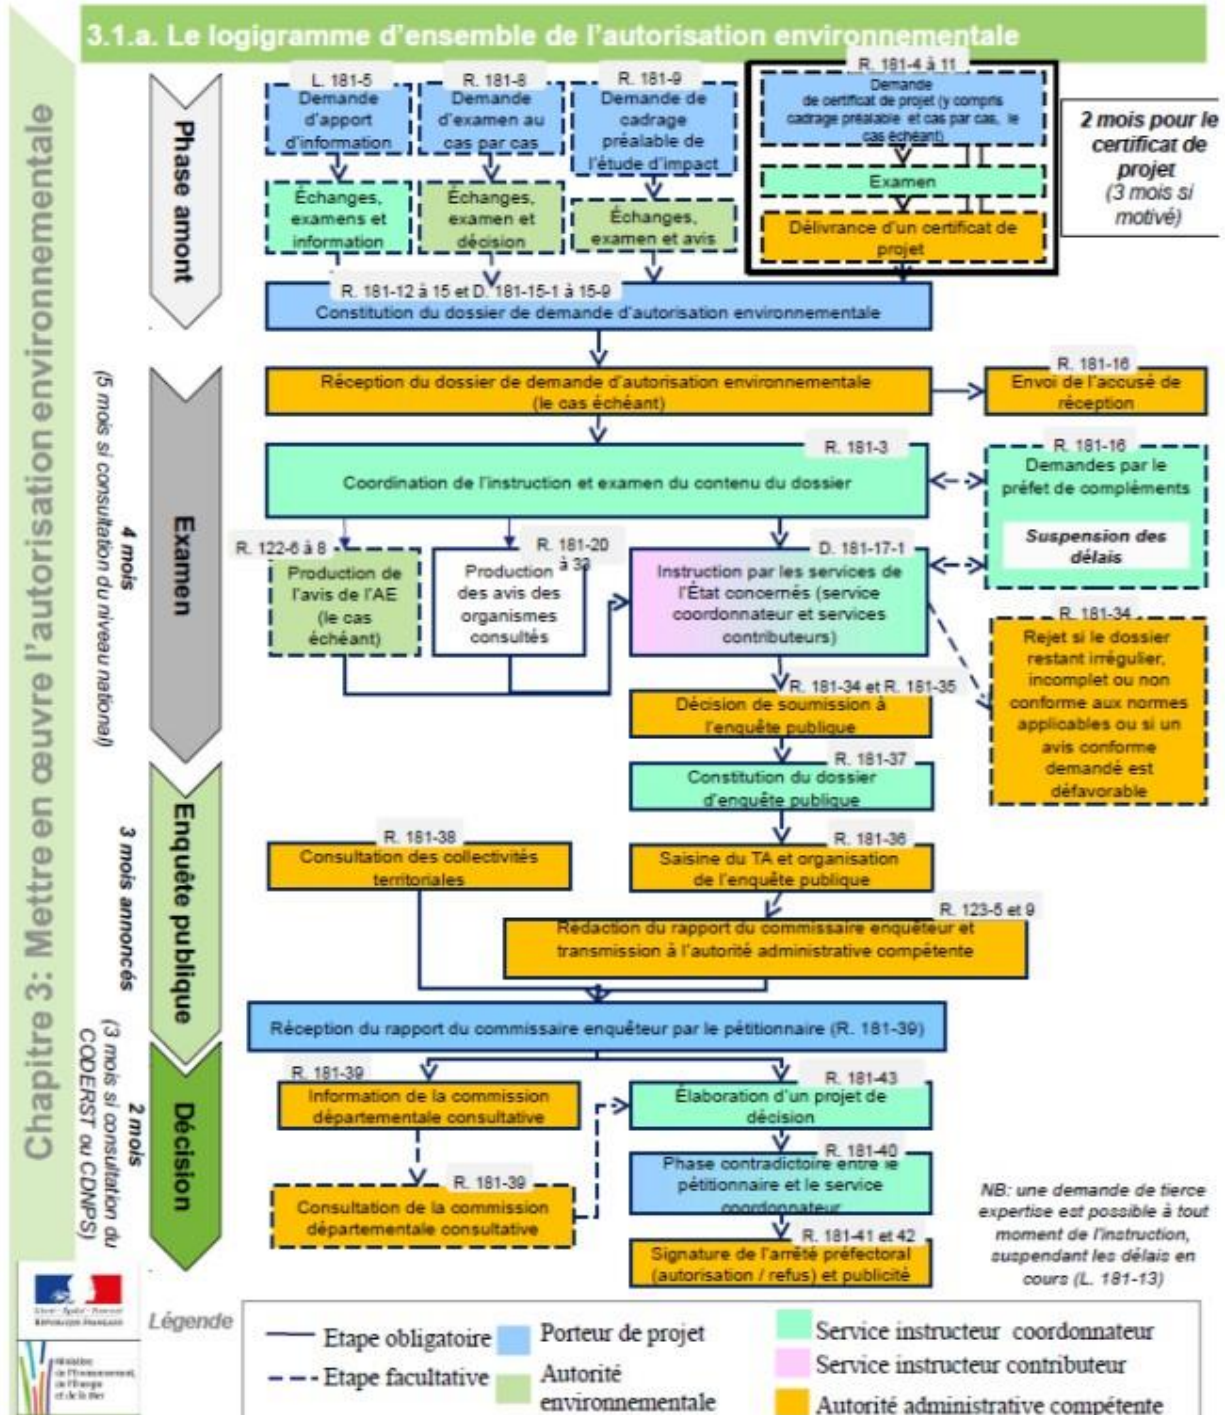 3.1.a. Le logigramme d'ensemble de l'autorisation environnementale
Chapitre 3: Mettre en œuvre l'autorisation environnementale
Phase amont
L. 181-5
Demande
d'apport
d'information
Échanges,
examens et
information
R. 181-8
Demande
d'examen au
cas par cas
Échanges,
examen et
décision
R. 181-9
Demande de
cadrage
préalable de
l'étude d'impact
Échanges,
examen et avis
R. 181-4 à 11
Demande
de certificat de projet (y compris
cadrage préalable et cas par cas, le
cas échéant)
Examen
Délivrance d'un certificat de
projet
2 mois pour le
certificat de
projet
(3 mois si
motivé)
R. 181-12 à 15 et D. 181-15-1 à 15-9
Constitution du dossier de demande d'autorisation environnementale
Examen
4 mois
(5 mois si consultation du niveau national)
Réception du dossier de demande d'autorisation environnementale
(le cas échéant)
R. 181-16
Envoi de l'accusé de
réception
R. 181-3
Coordination de l'instruction et examen du contenu du dossier
R. 181-16
Demandes par le
préfet de compléments
Suspension des
délais
R. 122-6 à 8
Production de
l'avis de l'AE
(le cas
échéant)
R. 181-20
à 33
Production
des avis des
organismes
consultés
D. 181-17-1
Instruction par les services de
l'État concernés (service
coordonnateur et services
contributeurs)
R. 181-34
Rejet si le dossier
restant irrégulier,
incomplet ou non
conforme aux normes
applicables ou si un
avis conforme
demandé est
défavorable
R. 181-34 et R. 181-35
Décision de soumission à
l'enquête publique
Enquête publique
3 mois annoncés
R. 181-37
Constitution du dossier
d'enquête publique
R. 181-38
Consultation des collectivités
territoriales
R. 181-36
Saisine du TA et organisation
de l'enquête publique
R. 123-5 et 9
Rédaction du rapport du commissaire enquêteur et
transmission à l'autorité administrative compétente
Réception du rapport du commissaire enquêteur par le pétitionnaire (R. 181-39)
Décision
2 mois
(3 mois si consultation du
CODERST ou CDNPS)
R. 181-39
Information de la commission
départementale consultative
R. 181-43
Élaboration d'un projet de
décision
R. 181-39
Consultation de la commission
départementale consultative
R. 181-40
Phase contradictoire entre le
pétitionnaire et le service
coordonnateur
R. 181-41 et 42
Signature de l'arrêté préfectoral
(autorisation / refus) et publicité
NB: une demande de tierce
expertise est possible à tout
moment de l'instruction,
suspendant les délais en
cours (L. 181-13)
Liberté • Égalité • Fraternité
RÉPUBLIQUE FRANÇAISE
Ministère
de l'Environnement,
de l'Énergie
et de la Mer
Légende
Etape obligatoire
Etape facultative
Porteur de projet
Autorité
environnementale
Service instructeur coordonnateur
Service instructeur contributeur
Autorité administrative compétente